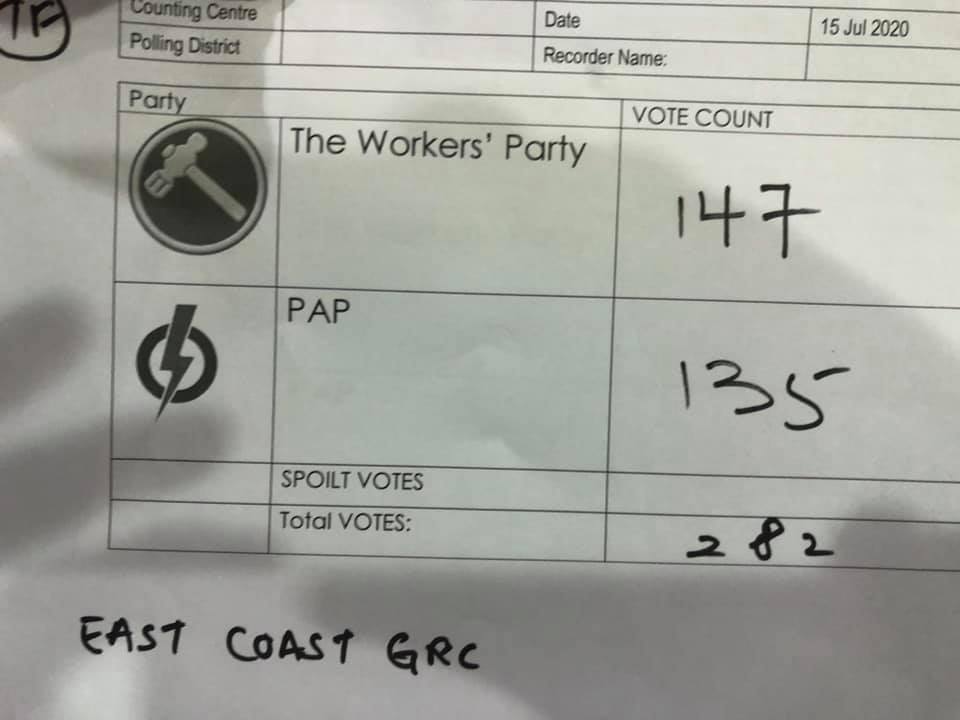 TF
Counting Centre
Date
15 Jul 2020
Polling District
Recorder Name:
Party
VOTE COUNT
The Workers' Party
147
PAP
135
SPOILT VOTES
Total VOTES:
282
EAST COAST GRC